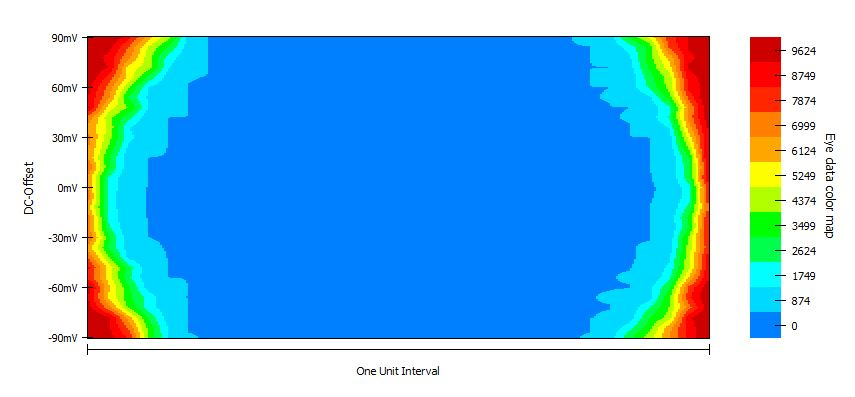 90mV
60mV
30mV
0mV
-30mV
-60mV
-90mV
DC-Offset
One Unit Interval
9624
8749
7874
6999
6124
5249
4374
3499
2624
1749
874
0
Eye data color map